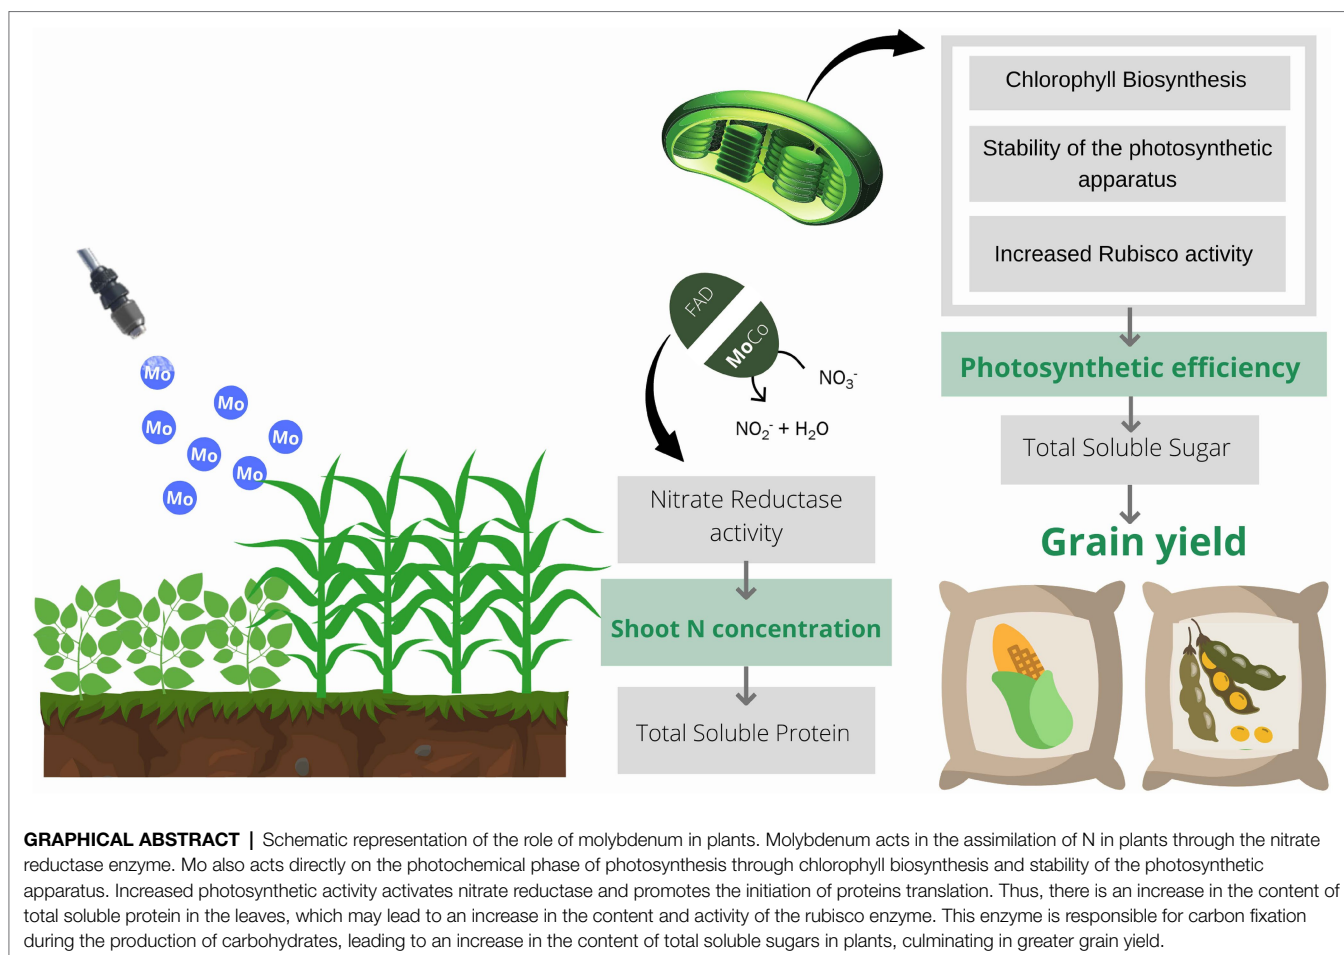 Mo
Mo
Mo
Mo
Mo
Mo
Mo
FAD
MoCo
NO₃⁻
NO₂⁻ + H₂O
Nitrate Reductase
activity
Shoot N concentration
Total Soluble Protein
Chlorophyll Biosynthesis
Stability of the photosynthetic
apparatus
Increased Rubisco activity
Photosynthetic efficiency
Total Soluble Sugar
Grain yield
GRAPHICAL ABSTRACT | Schematic representation of the role of molybdenum in plants. Molybdenum acts in the assimilation of N in plants through the nitrate
reductase enzyme. Mo also acts directly on the photochemical phase of photosynthesis through chlorophyll biosynthesis and stability of the photosynthetic
apparatus. Increased photosynthetic activity activates nitrate reductase and promotes the initiation of proteins translation. Thus, there is an increase in the content of
total soluble protein in the leaves, which may lead to an increase in the content and activity of the rubisco enzyme. This enzyme is responsible for carbon fixation
during the production of carbohydrates, leading to an increase in the content of total soluble sugars in plants, culminating in greater grain yield.